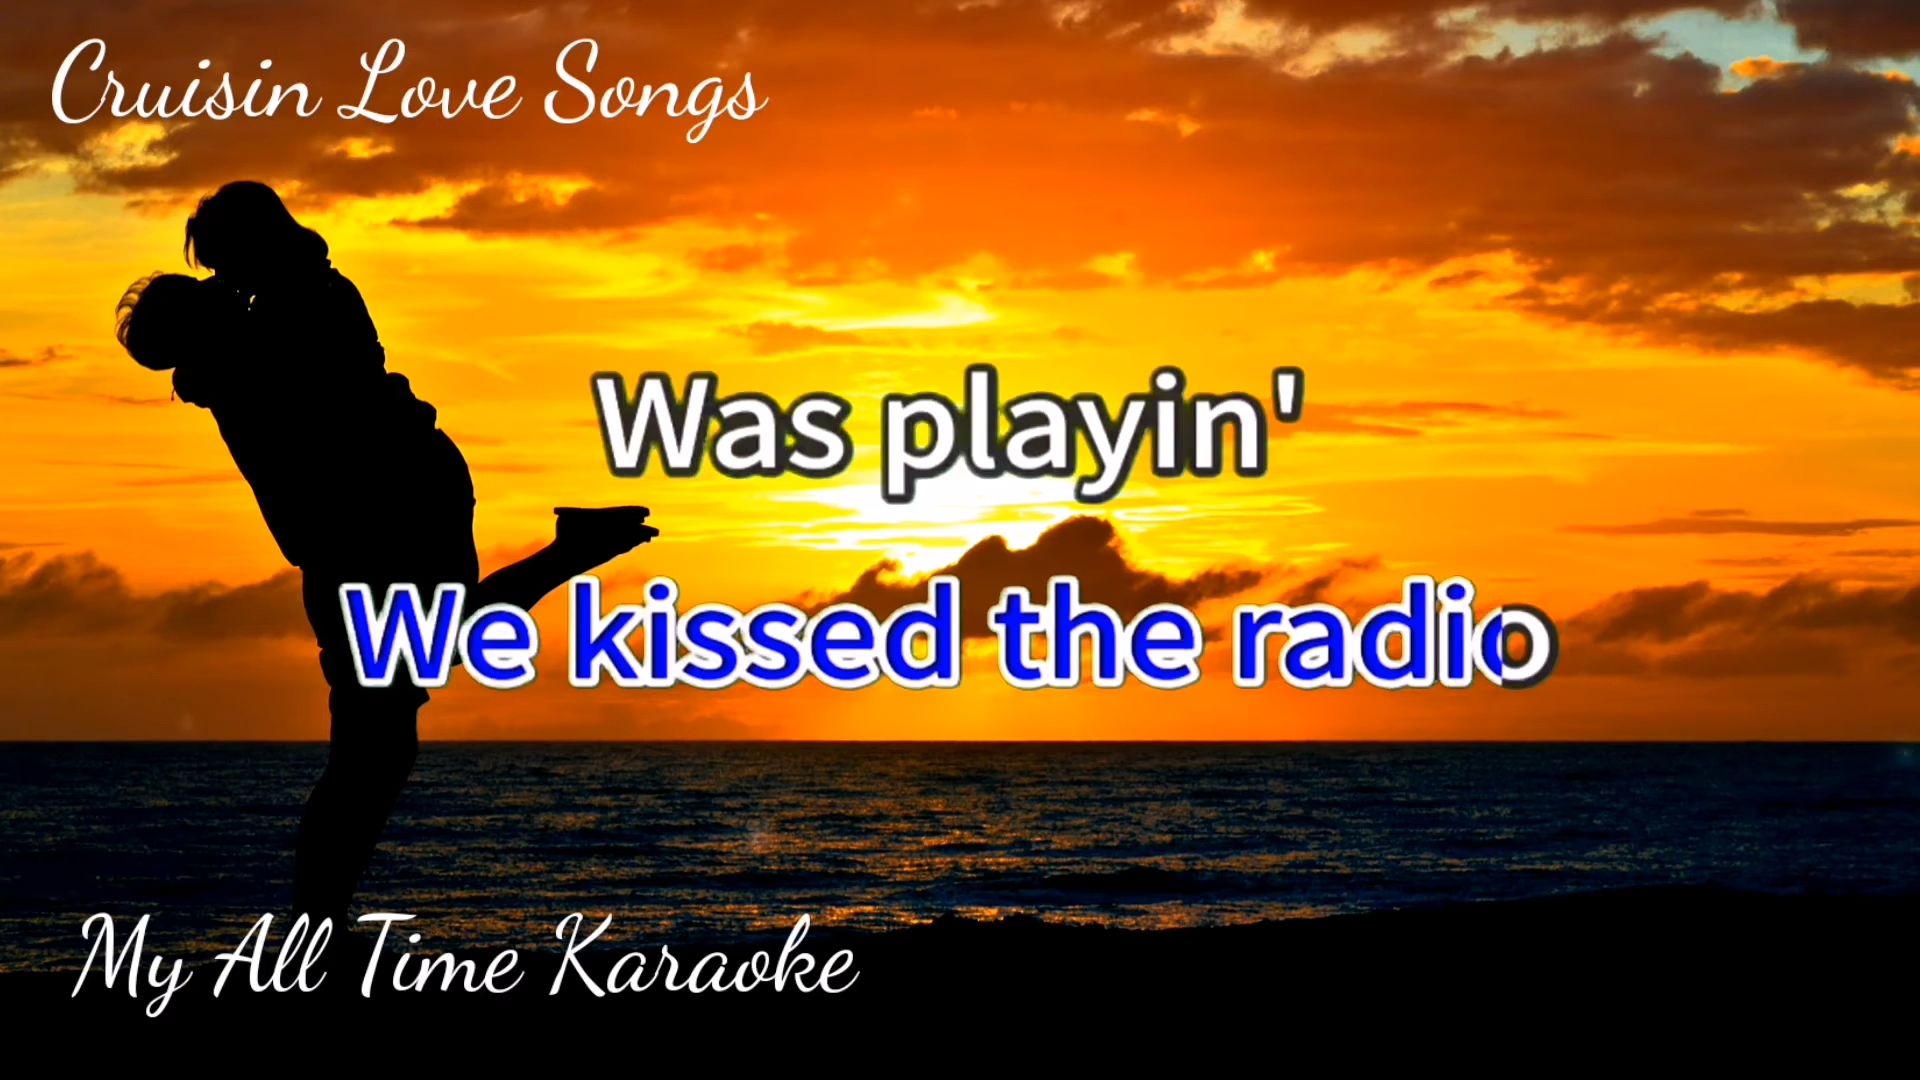 Cruisin Love Songs
Was playin'
We kissed the radio
My All Time Karaoke